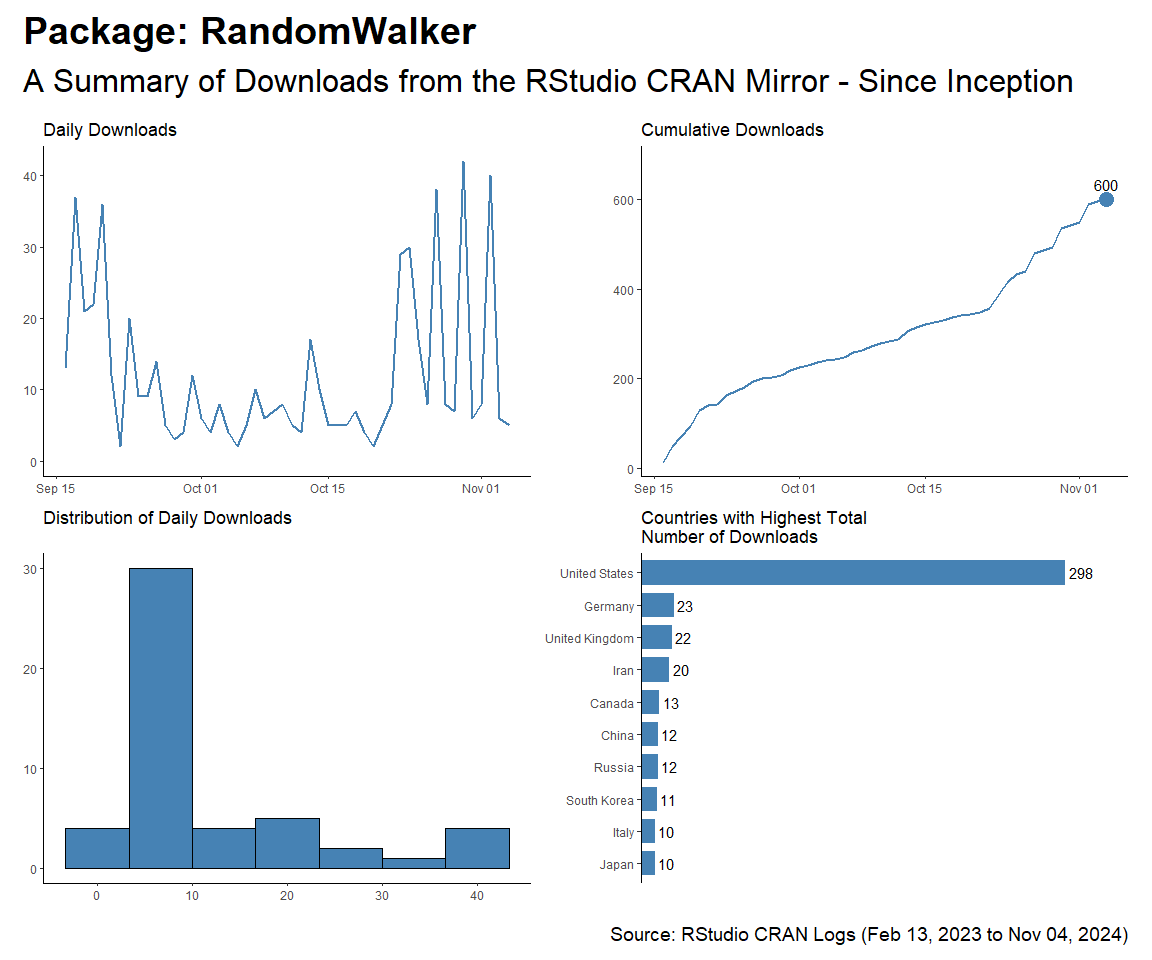 Package: RandomWalker
A Summary of Downloads from the RStudio CRAN Mirror - Since Inception
Daily Downloads
40
30
20
10
0
Sep 15 Oct 01 Oct 15 Nov 01
Cumulative Downloads
600
600
400
200
0
Sep 15 Oct 01 Oct 15 Nov 01
Distribution of Daily Downloads
30
20
10
0
0 10 20 30 40
Countries with Highest Total
Number of Downloads
United States 298
Germany 23
United Kingdom 22
Iran 20
Canada 13
China 12
Russia 12
South Korea 11
Italy 10
Japan 10
Source: RStudio CRAN Logs (Feb 13, 2023 to Nov 04, 2024)